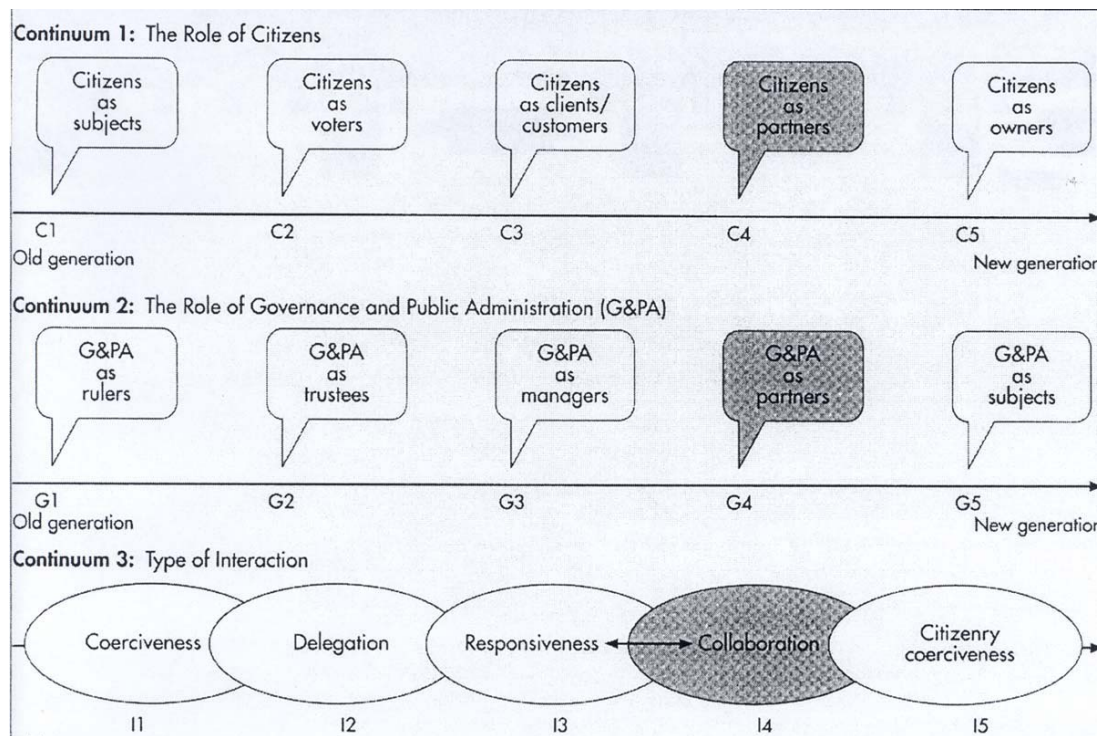 Continuum 1: The Role of Citizens
Citizens
as
subjects
Citizens
as
voters
Citizens
as clients/
customers
Citizens
as
partners
Citizens
as
owners
C1
C2
C3
C4
C5
Old generation
New generation
Continuum 2: The Role of Governance and Public Administration (G&PA)
G&PA
as
rulers
G&PA
as
trustees
G&PA
as
managers
G&PA
as
partners
G&PA
as
subjects
G1
G2
G3
G4
G5
Old generation
New generation
Continuum 3: Type of Interaction
Coerciveness
Delegation
Responsiveness
Collaboration
Citizenry
coerciveness
I1
I2
I3
I4
I5